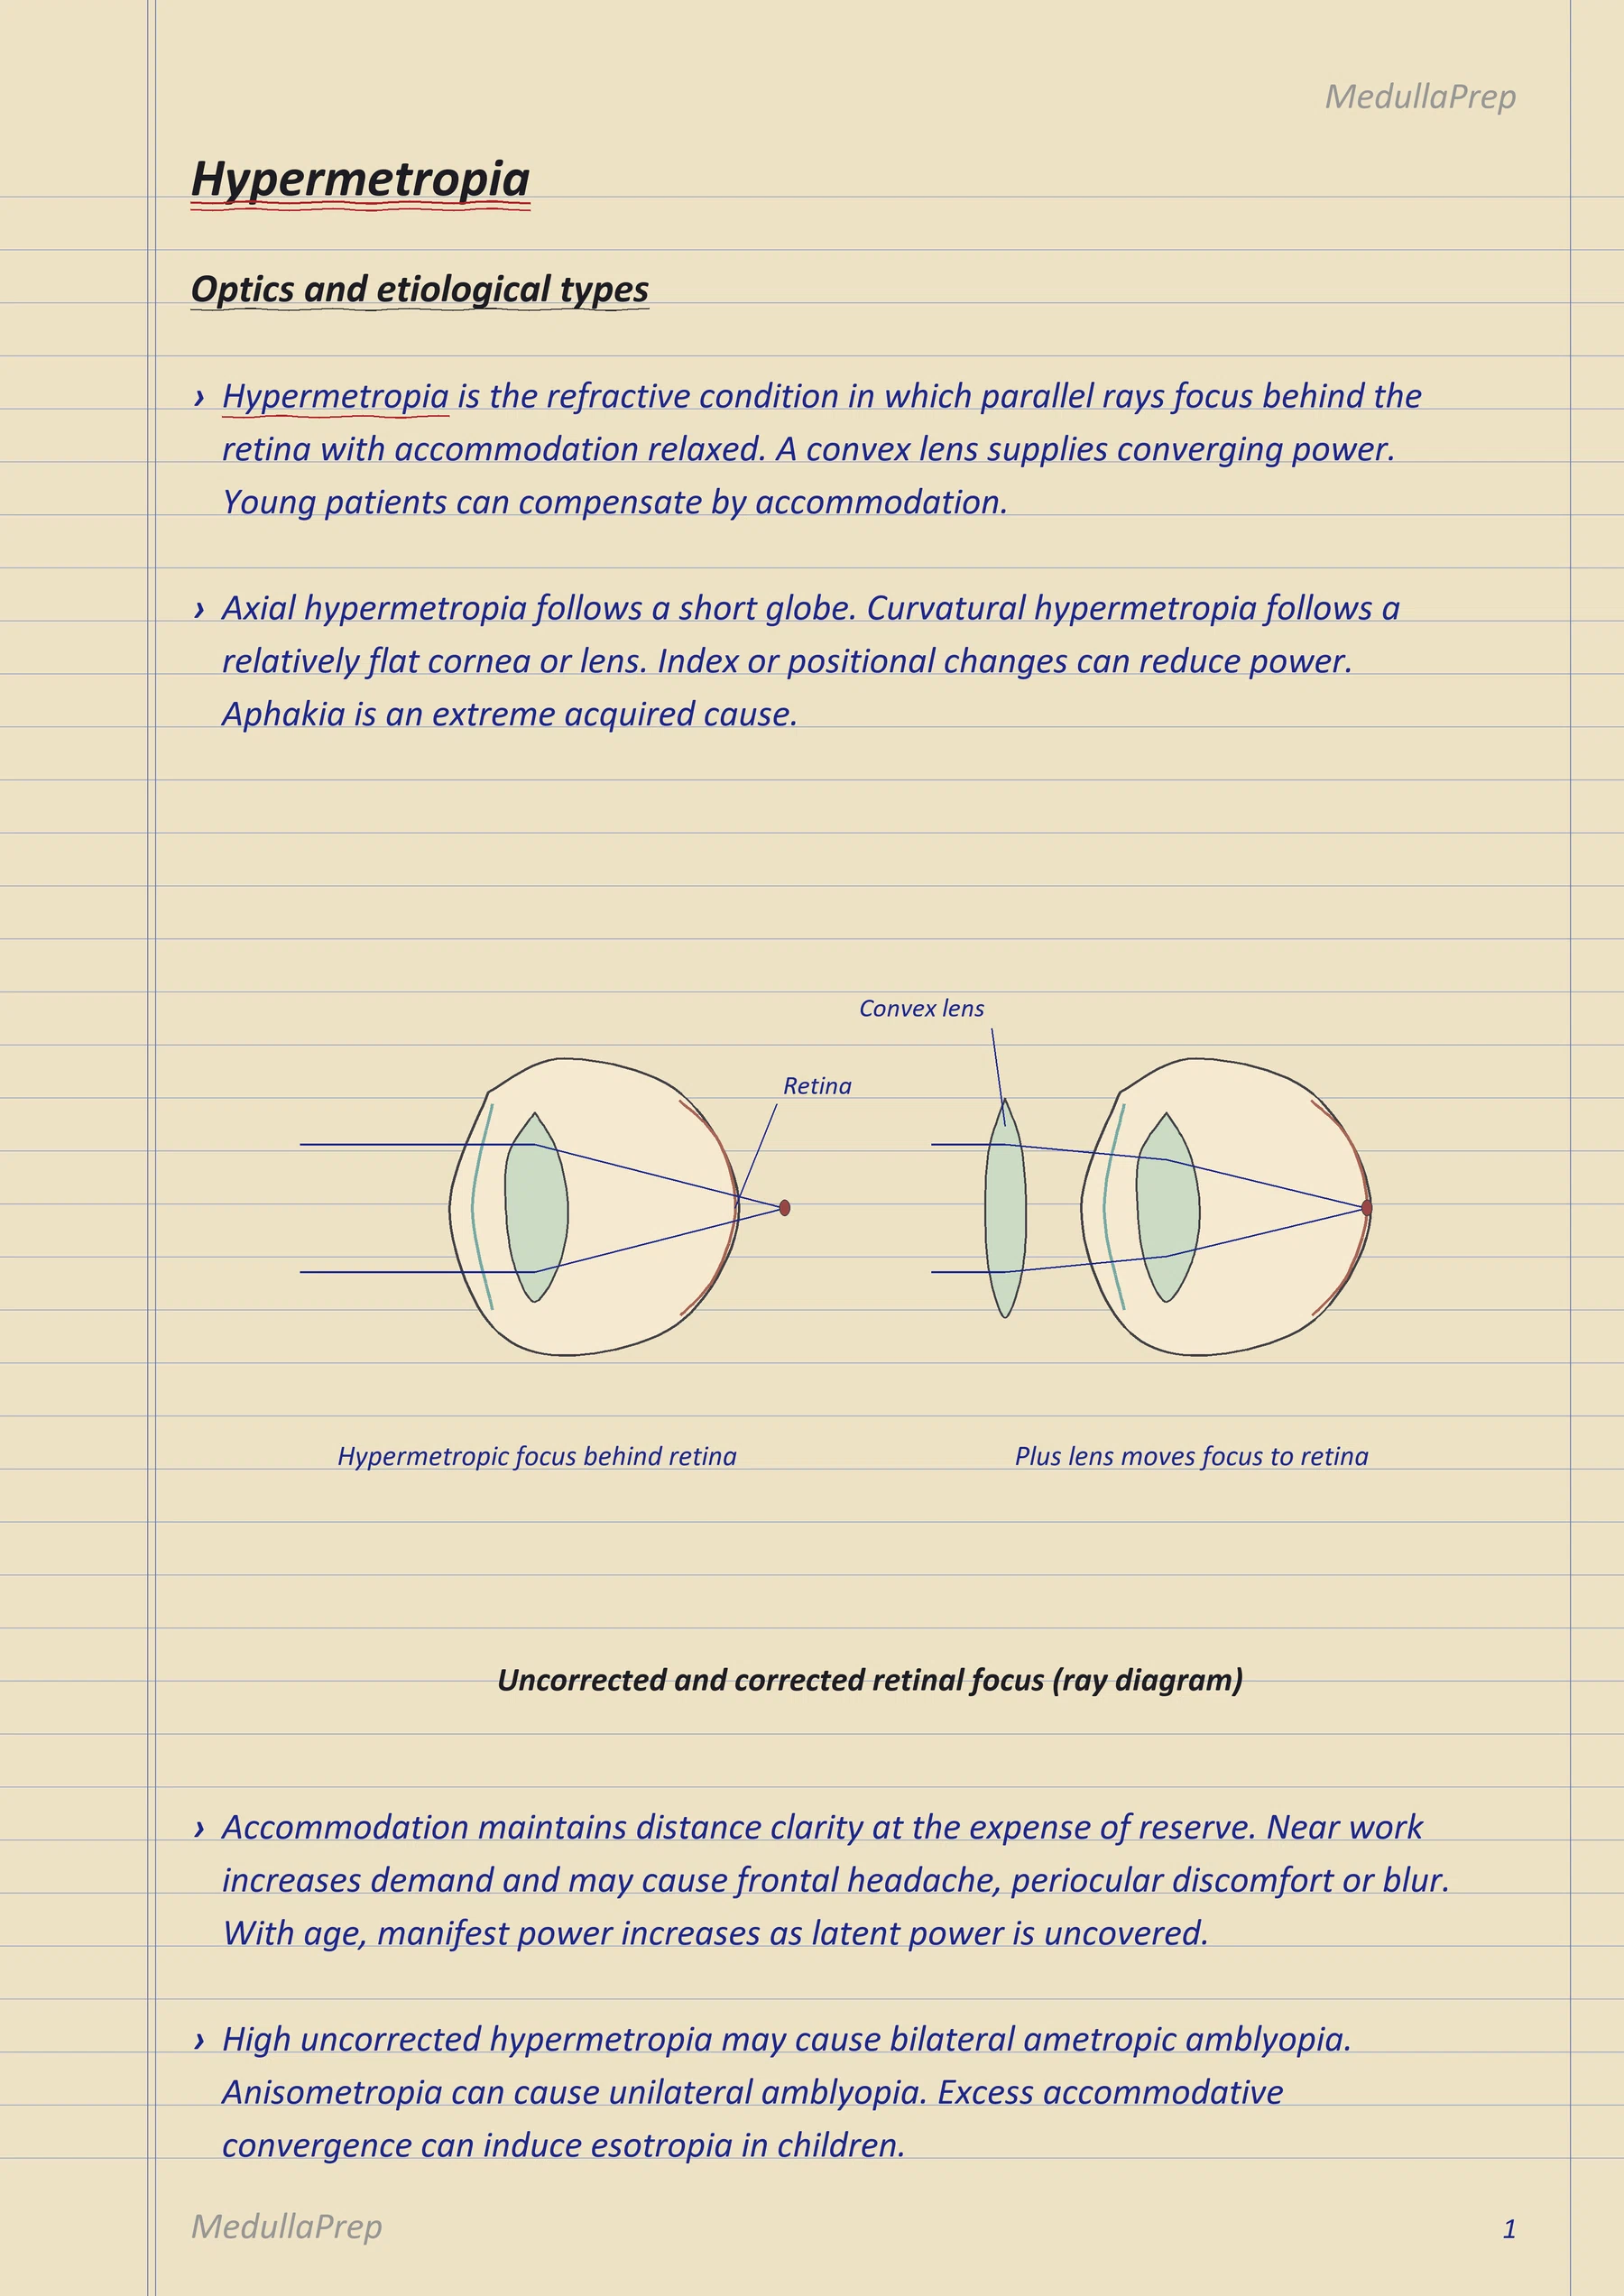 MedullaPrep
Hypermetropia
Optics and etiological types
› Hypermetropia is the refractive condition in which parallel rays focus behind the
retina with accommodation relaxed. A convex lens supplies converging power.
Young patients can compensate by accommodation.
› Axial hypermetropia follows a short globe. Curvatural hypermetropia follows a
relatively flat cornea or lens. Index or positional changes can reduce power.
Aphakia is an extreme acquired cause.
Convex lens
Retina
Hypermetropic focus behind retina
Plus lens moves focus to retina
Uncorrected and corrected retinal focus (ray diagram)
› Accommodation maintains distance clarity at the expense of reserve. Near work
increases demand and may cause frontal headache, periocular discomfort or blur.
With age, manifest power increases as latent power is uncovered.
› High uncorrected hypermetropia may cause bilateral ametropic amblyopia.
Anisometropia can cause unilateral amblyopia. Excess accommodative
convergence can induce esotropia in children.
MedullaPrep
1